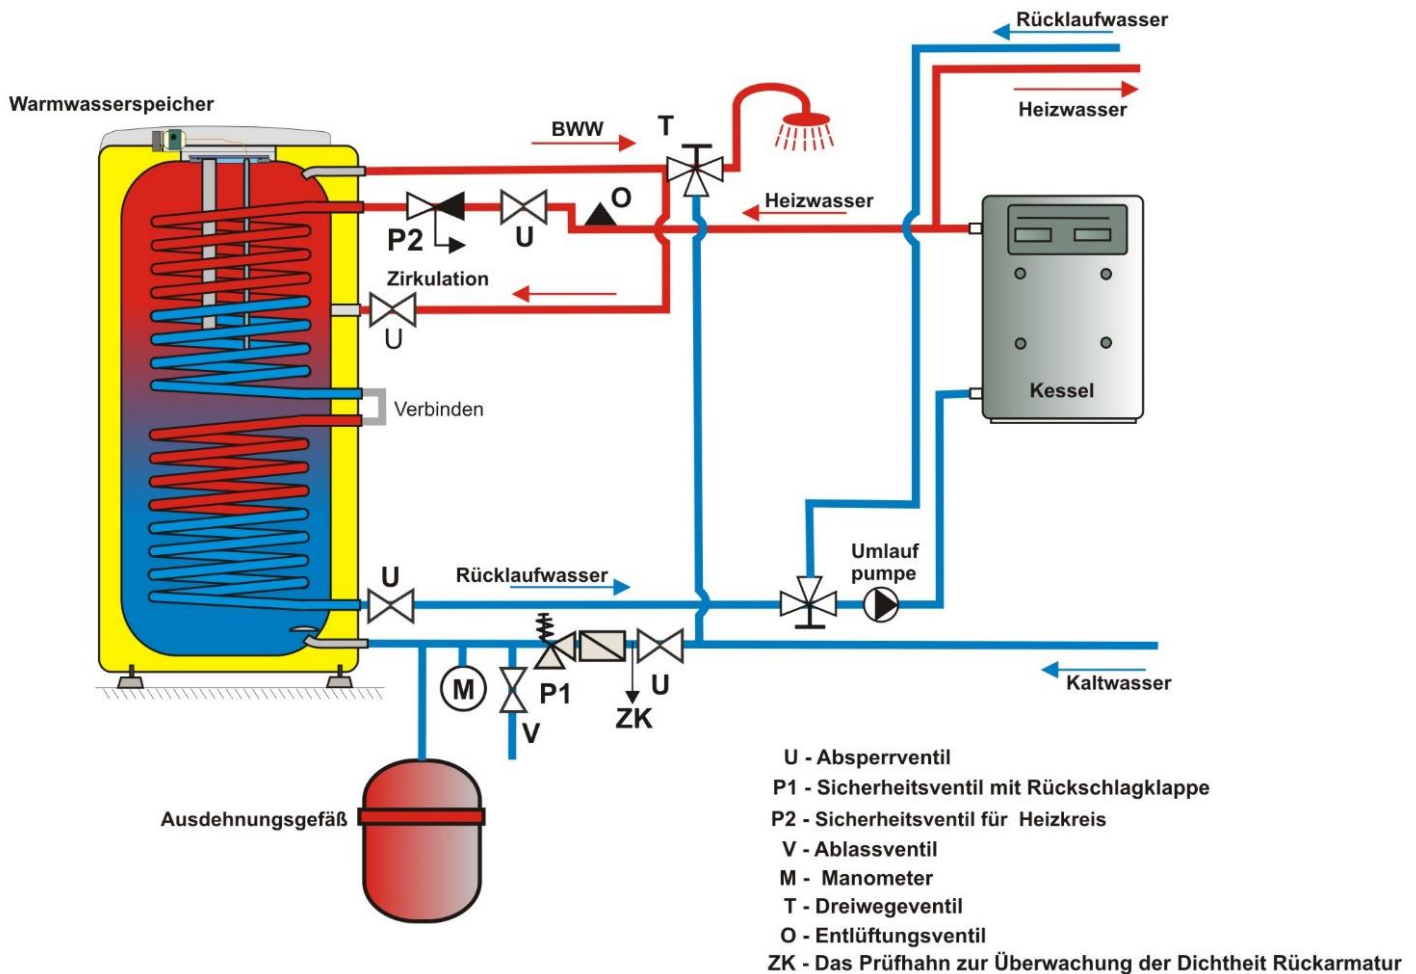 Rücklaufwasser
Heizwasser
Warmwasserspeicher
BWW
T
O
Heizwasser
P2
U
Zirkulation
U
Kessel
Verbinden
Umlauf
pumpe
U
Rücklaufwasser
M
P1
U
Kaltwasser
ZK
V
Ausdehnungsgefäß
U - Absperrventil
P1 - Sicherheitsventil mit Rückschlagklappe
P2 - Sicherheitsventil für Heizkreis
V - Ablassventil
M - Manometer
T - Dreiwegeventil
O - Entlüftungsventil
ZK - Das Prüfhahn zur Überwachung der Dichtheit Rückarmatur